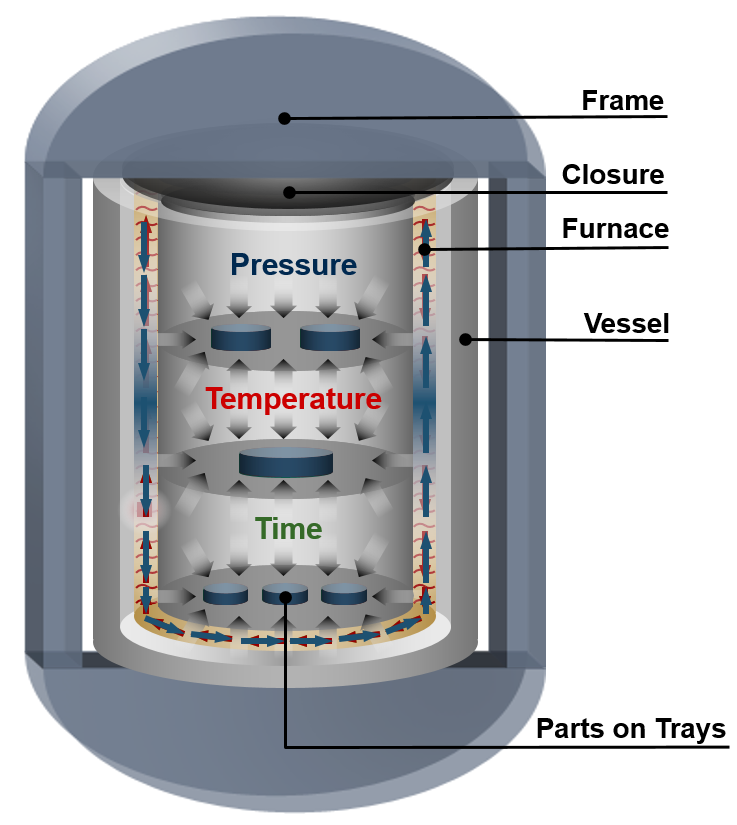 Frame
Closure
Furnace
Pressure
Vessel
Temperature
Time
Parts on Trays